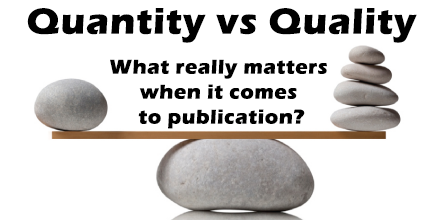 Quantity vs Quality
What really matters
when it comes
to publication?